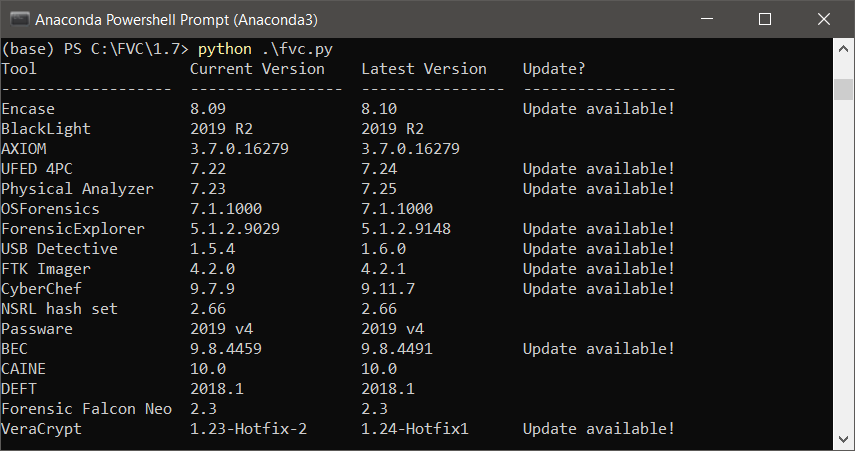 Anaconda Powershell Prompt (Anaconda3)
(base) PS C:\FVC\1.7> python .\fvc.py
Tool                 Current Version    Latest Version    Update?
-------------------  -----------------  ----------------  -----------------
Encase               8.09               8.10              Update available!
BlackLight           2019 R2            2019 R2
AXIOM                3.7.0.16279        3.7.0.16279
UFED 4PC             7.22               7.24              Update available!
Physical Analyzer    7.23               7.25              Update available!
OSForensics          7.1.1000           7.1.1000
ForensicExplorer     5.1.2.9029         5.1.2.9148        Update available!
USB Detective        1.5.4              1.6.0             Update available!
FTK Imager           4.2.0              4.2.1             Update available!
CyberChef            9.7.9              9.11.7            Update available!
NSRL hash set        2.66               2.66
Passware             2019 v4            2019 v4
BEC                  9.8.4459           9.8.4491          Update available!
CAINE                10.0               10.0
DEFT                 2018.1             2018.1
Forensic Falcon Neo  2.3                2.3
VeraCrypt            1.23-Hotfix-2      1.24-Hotfix1      Update available!